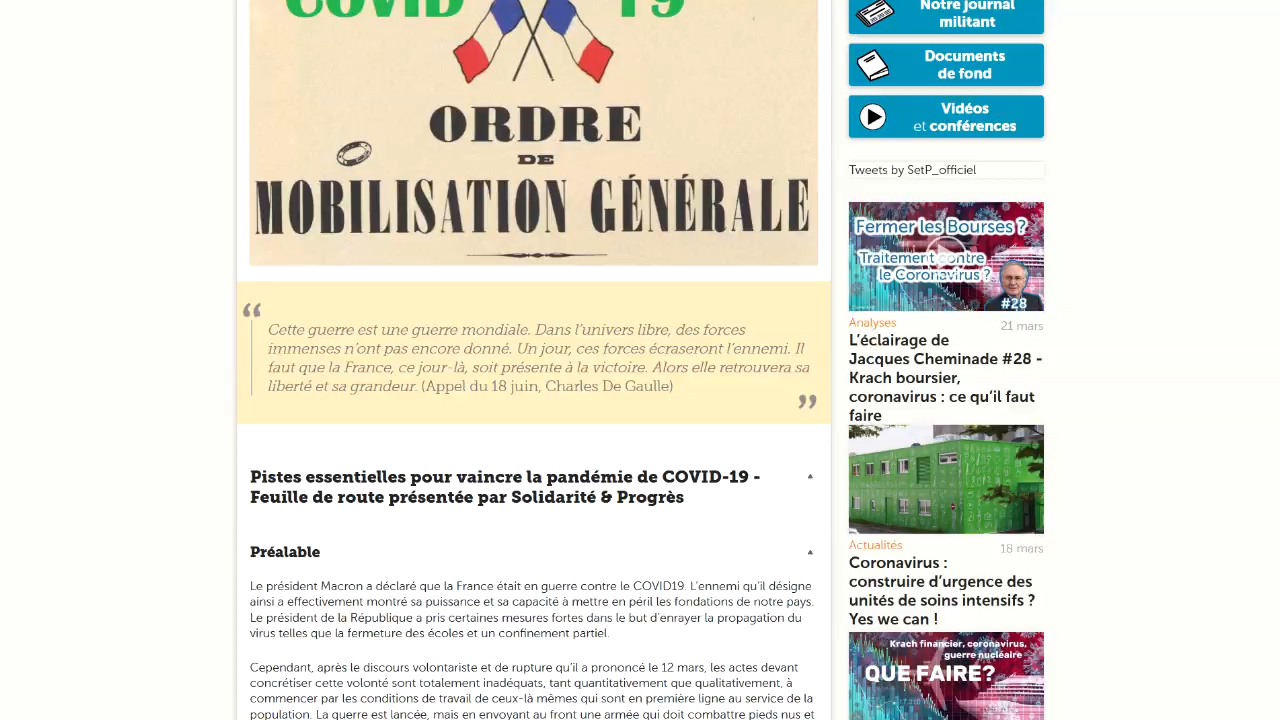 COVID 19
ORDRE
DE
MOBILISATION GÉNÉRALE
“
Cette guerre est une guerre mondiale. Dans l’univers libre, des forces
immenses n’ont pas encore donné. Un jour, ces forces écraseront l’ennemi. Il
faut que la France, ce jour-là, soit présente à la victoire. Alors elle retrouvera sa
liberté et sa grandeur. (Appel du 18 juin, Charles De Gaulle)
”
Pistes essentielles pour vaincre la pandémie de COVID-19 -
Feuille de route présentée par Solidarité & Progrès
Préalable
Le président Macron a déclaré que la France était en guerre contre le COVID19. L’ennemi qu’il désigne
ainsi a effectivement montré sa puissance et sa capacité à mettre en péril les fondations de notre pays.
Le président de la République a pris certaines mesures fortes dans le but d’enrayer la propagation du
virus telles que la fermeture des écoles et un confinement partiel.
après le discours volontariste et de rupture qu’il a prononcé le 12 mars, les actes devant
cette volonté sont totalement inadéquats, tant quantitativement que qualitativement, à
les conditions de travail de ceux-là mêmes qui sont en première ligne au service de la
population. La guerre est lancée, mais en envoyant au front une armée qui doit combattre pieds nus et
Notre journal
militant
Documents
de fond
Vidéos
et conférences
Tweets by SetP_officiel
Fermer les Bourses ?
Traitement contre
le Coronavirus ?
#28
Analyses
21 mars
L’éclairage de
Jacques Cheminade #28 -
Krach boursier,
coronavirus : ce qu’il faut
faire
Actualités
18 mars
Coronavirus :
construire d’urgence des
unités de soins intensifs ?
Yes we can !
Krach financier, coronavirus,
guerre nucléaire
QUE FAIRE?